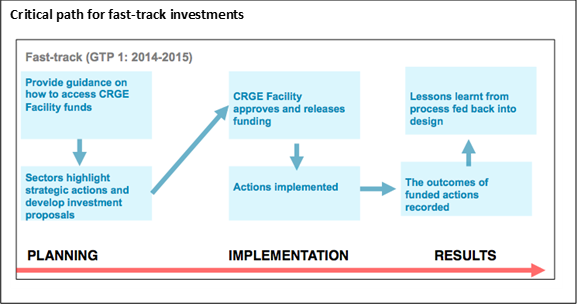 Critical path for fast-track investments
Fast-track (GTP 1: 2014-2015)
Provide guidance on
how to access CRGE
Facility funds
Sectors highlight
strategic actions and
develop investment
proposals
CRGE Facility
approves and releases
funding
Actions implemented
Lessons learnt from
process fed back into
design
The outcomes of
funded actions
recorded
PLANNING
IMPLEMENTATION
RESULTS